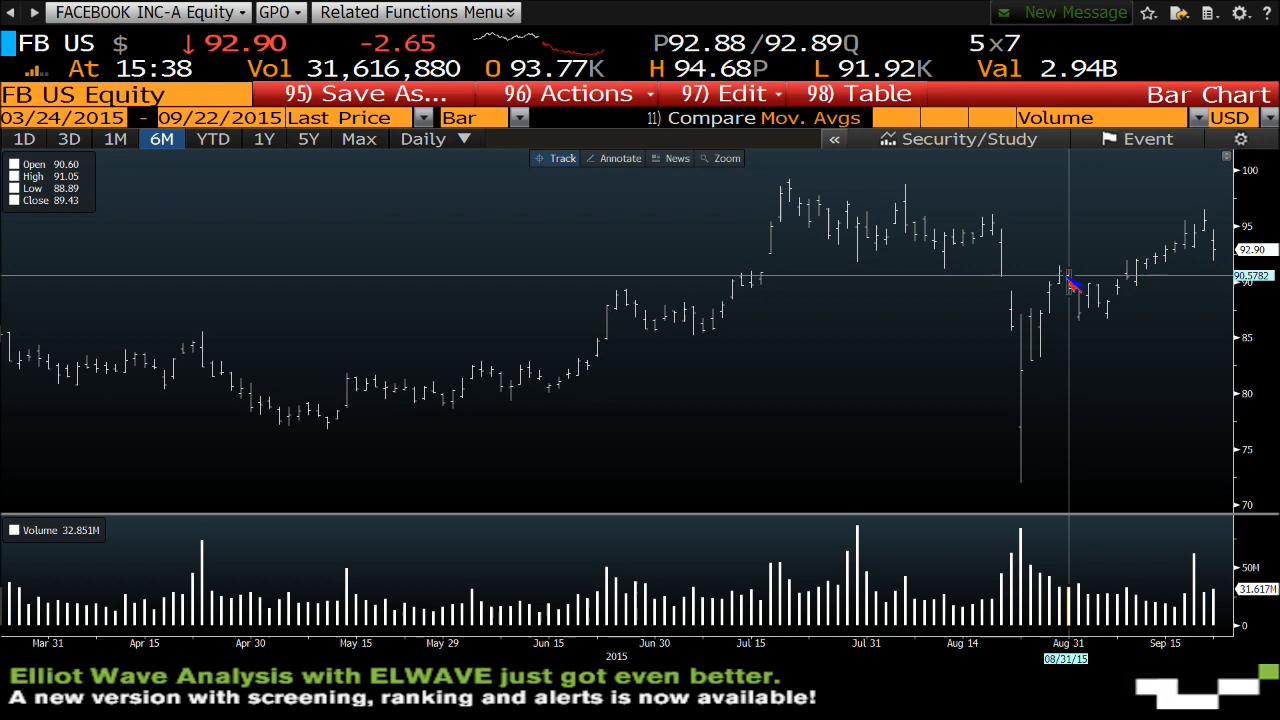 FACEBOOK INC-A Equity GPO Related Functions Menu New Message ?
FB US $ ↓ 92.90 -2.65 P92.88 /92.89Q 5x7
At 15:38 Vol 31,616,880 O 93.77K H 94.68P L 91.92K Val 2.94B
FB US Equity 95) Save As... 96) Actions 97) Edit 98) Table Bar Chart
03/24/2015 - 09/22/2015 Last Price Bar 11) Compare Mov. Avgs Volume USD
1D 3D 1M 6M YTD 1Y 5Y Max Daily ▼ « Security/Study Event
Track Annotate News Zoom
Open 90.60
High 91.05
Low 88.89
Close 89.43
100
95
92.90
90.5782
90
85
80
75
70
Volume 32.851M
50M
31.617M
0
Mar 31 Apr 15 Apr 30 May 15 May 29 Jun 15 Jun 30 Jul 15 Jul 31 Aug 14 Aug 31 Sep 15
2015
08/31/15
Elliot Wave Analysis with ELWAVE just got even better.
A new version with screening, ranking and alerts is now available!